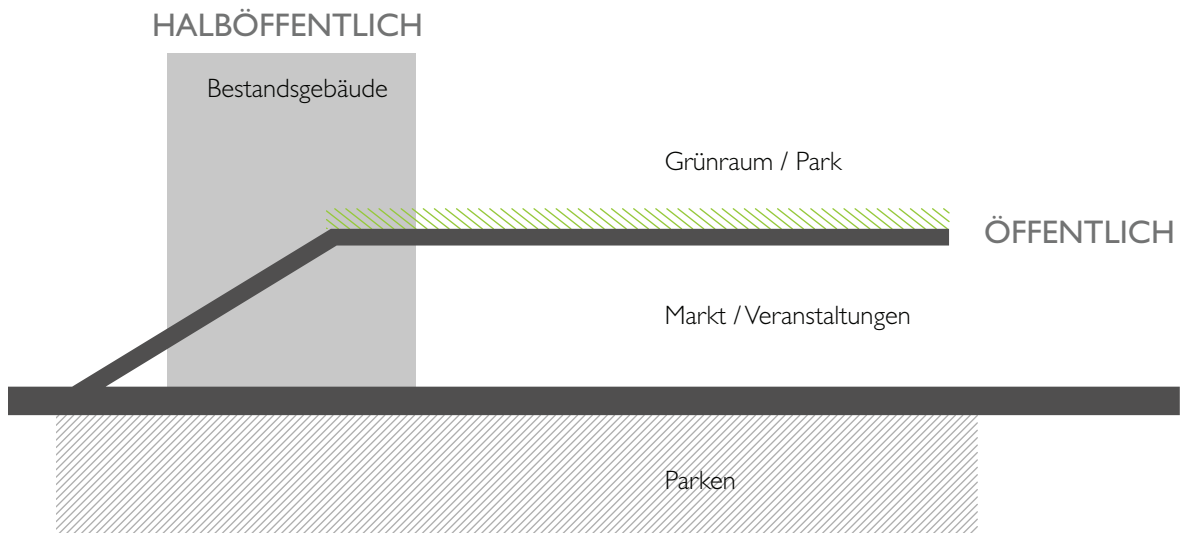 HALBÖFFENTLICH
Bestandsgebäude
Grünraum / Park
ÖFFENTLICH
Markt / Veranstaltungen
Parken